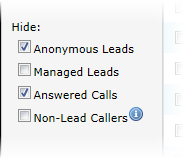 Hide:
Anonymous Leads
Managed Leads
Answered Calls
Non-Lead Callers